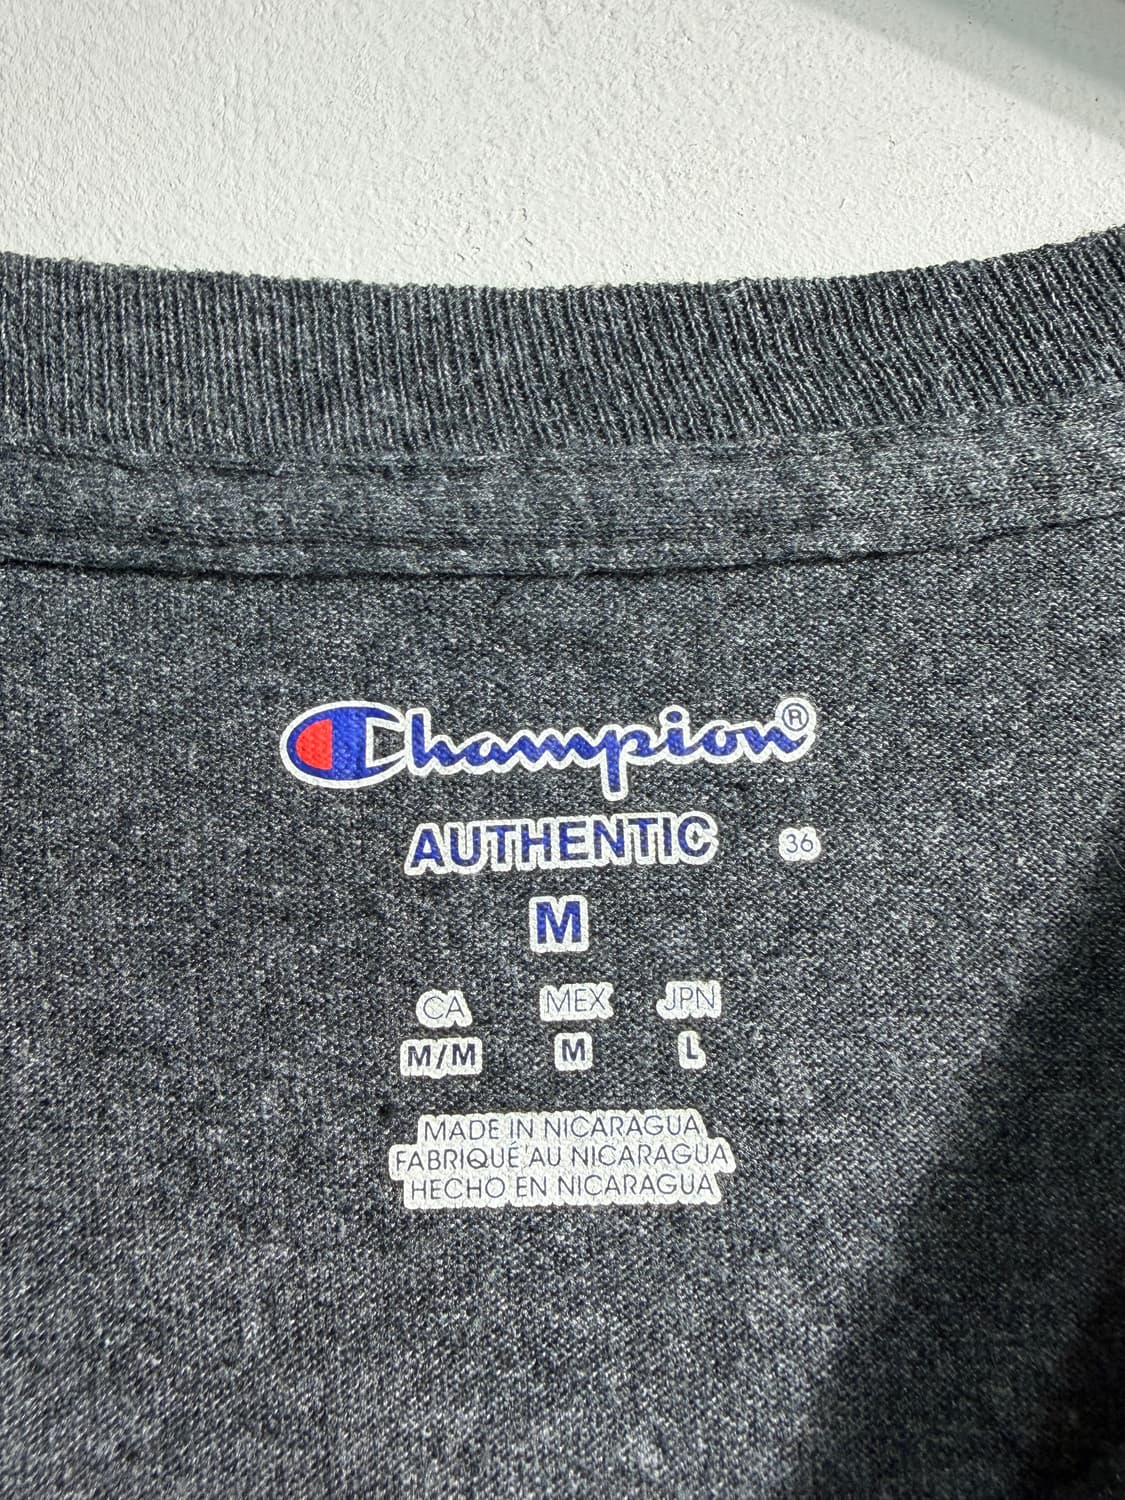 Champion®
AUTHENTIC 36
M
CA MEX JPN
M/M M L
MADE IN NICARAGUA
FABRIQUÉ AU NICARAGUA
HECHO EN NICARAGUA